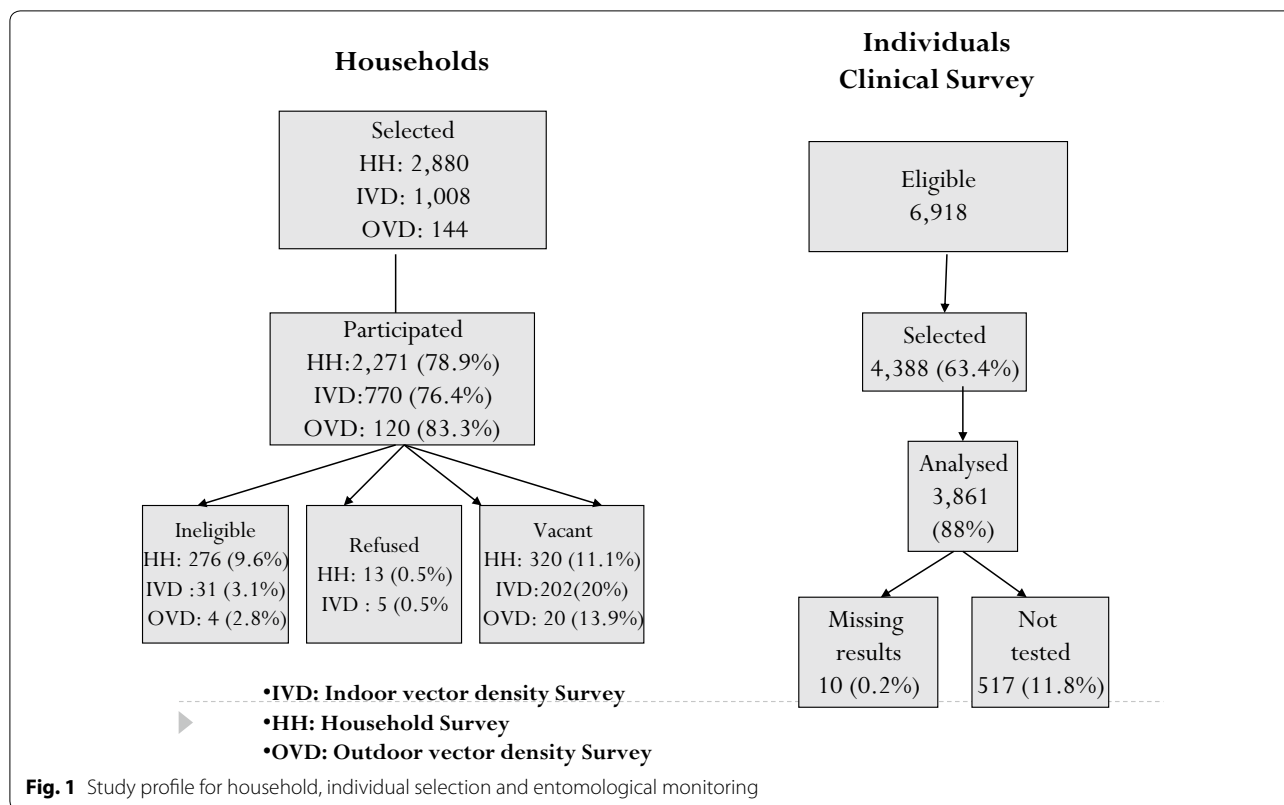 Households
Selected
HH: 2,880
IVD: 1,008
OVD: 144
Participated
HH:2,271 (78.9%)
IVD:770 (76.4%)
OVD: 120 (83.3%)
Ineligible
HH: 276 (9.6%)
IVD :31 (3.1%)
OVD: 4 (2.8%)
Refused
HH: 13 (0.5%)
IVD : 5 (0.5%
Vacant
HH: 320 (11.1%)
IVD:202(20%)
OVD: 20 (13.9%)
Individuals
Clinical Survey
Eligible
6,918
Selected
4,388 (63.4%)
Analysed
3,861
(88%)
Missing
results
10 (0.2%)
Not
tested
517 (11.8%)
•IVD: Indoor vector density Survey
•HH: Household Survey
•OVD: Outdoor vector density Survey
Fig. 1 Study profile for household, individual selection and entomological monitoring